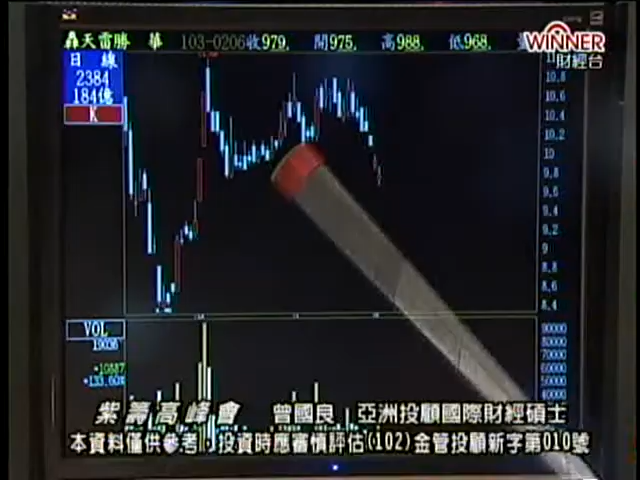 轟天雷勝 華 103-0206收979. 開975. 高988. 低968.
WINNER
財經台
日 線
2384
184億
K
10.8
10.6
10.4
10.2
10
9.8
9.6
9.4
9.2
9
8.8
8.6
8.4
VOL
19036
+10887
+133.60%
90000
80000
70000
60000
50000
40000
紫籌高峰會 曾國良 亞洲投顧國際財經碩士
本資料僅供參考，投資時應審慎評估(102)金管投顧新字第010號